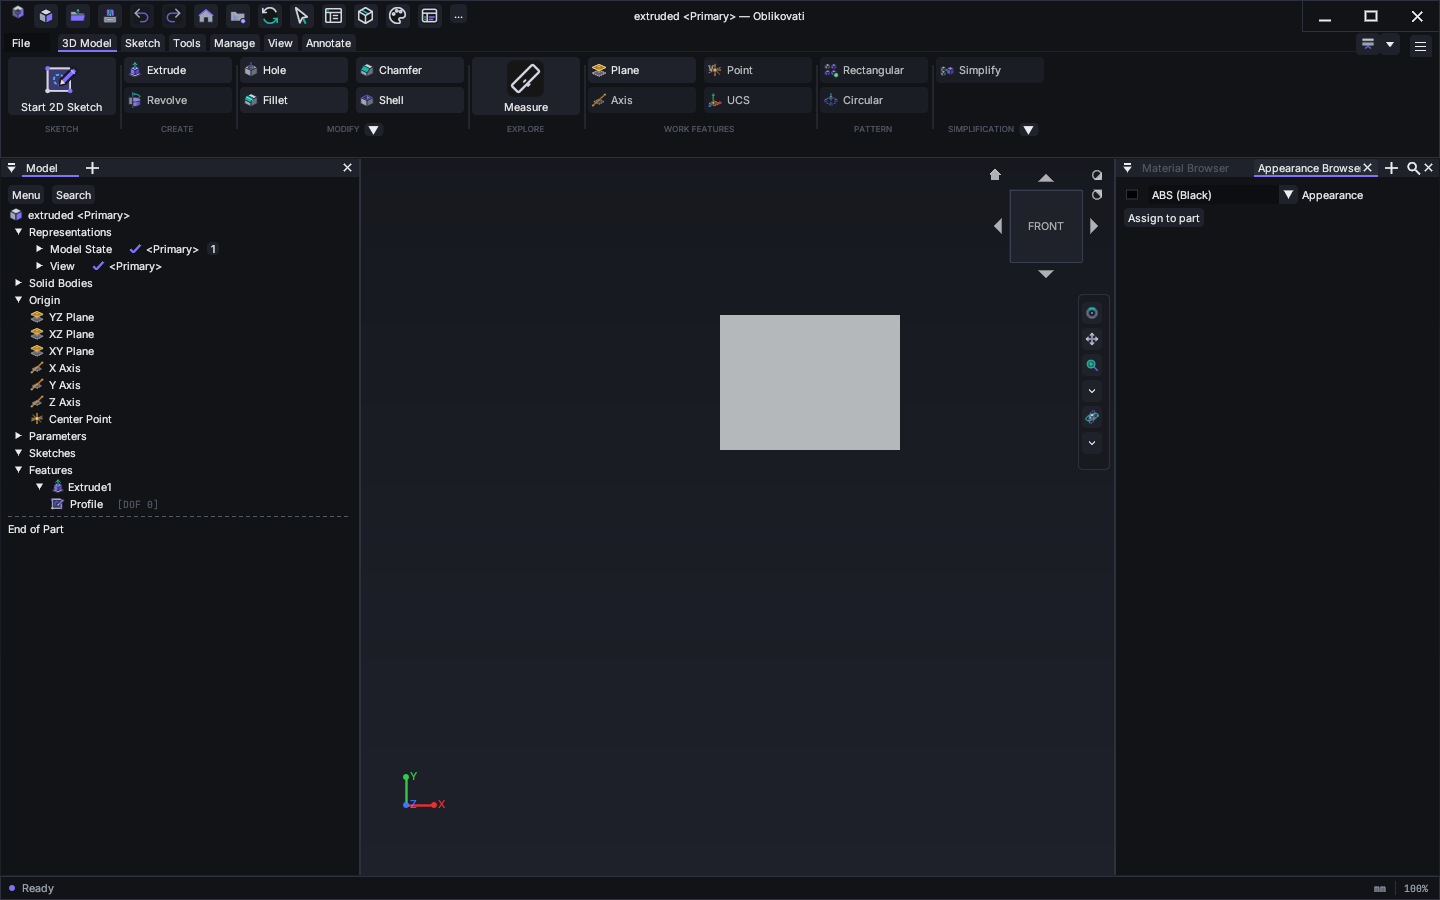 extruded <Primary> — Oblikovati
File 3D Model Sketch Tools Manage View Annotate
Start 2D Sketch
Extrude
Revolve
Hole
Fillet
Chamfer
Shell
Measure
Plane
Axis
Point
UCS
Rectangular
Circular
Simplify
SKETCH CREATE MODIFY EXPLORE WORK FEATURES PATTERN SIMPLIFICATION
Model
Menu Search
extruded <Primary>
Representations
Model State <Primary> 1
View <Primary>
Solid Bodies
Origin
YZ Plane
XZ Plane
XY Plane
X Axis
Y Axis
Z Axis
Center Point
Parameters
Sketches
Features
Extrude1
Profile [DOF 0]
End of Part
FRONT
Y
Z X
Material Browser Appearance Browse
ABS (Black) Appearance
Assign to part
Ready
mm 100%